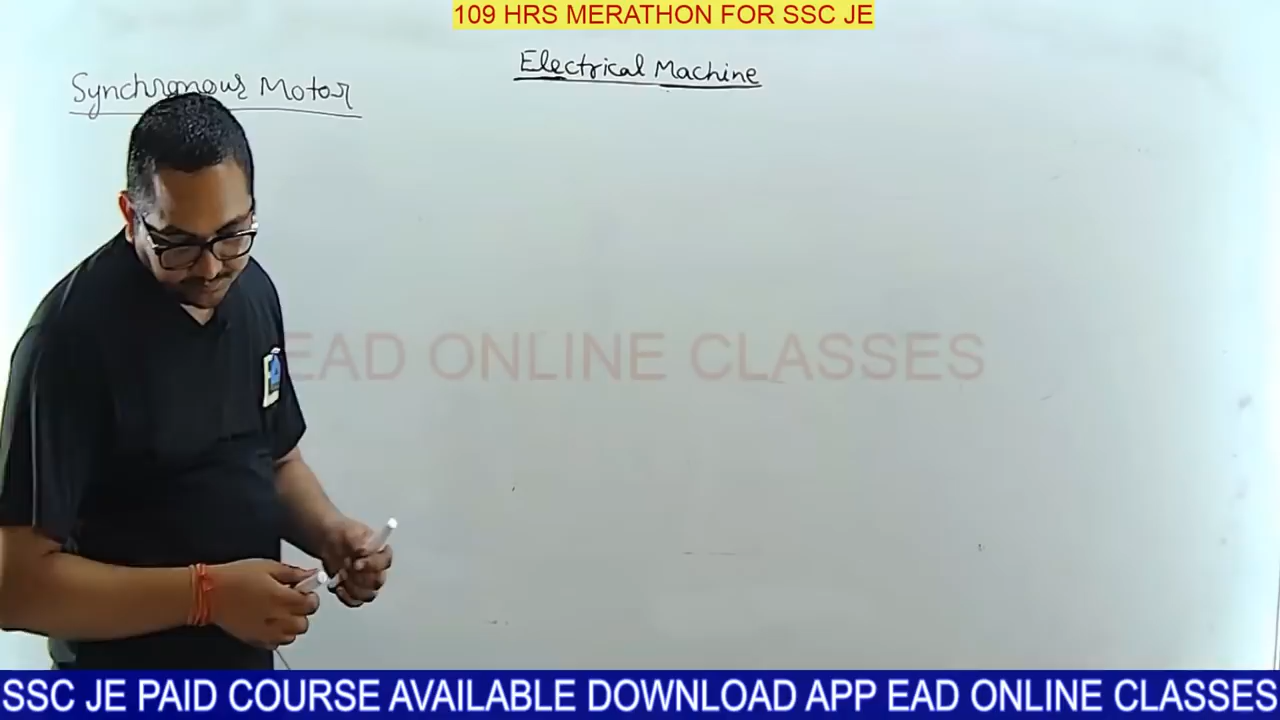 109 HRS MERATHON FOR SSC JE
Electrical Machine
Synchronous Motor
EAD ONLINE CLASSES
SSC JE PAID COURSE AVAILABLE DOWNLOAD APP EAD ONLINE CLASSES